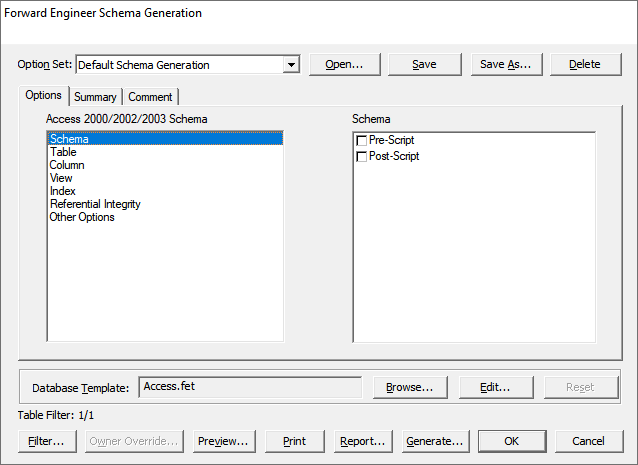 Forward Engineer Schema Generation
Option Set: Default Schema Generation Open... Save Save As... Delete
Options Summary Comment
Access 2000/2002/2003 Schema Schema
Schema Pre-Script
Table Post-Script
Column
View
Index
Referential Integrity
Other Options
Database Template: Access.fet Browse... Edit... Reset
Table Filter: 1/1
Filter... Owner Override... Preview... Print Report... Generate... OK Cancel